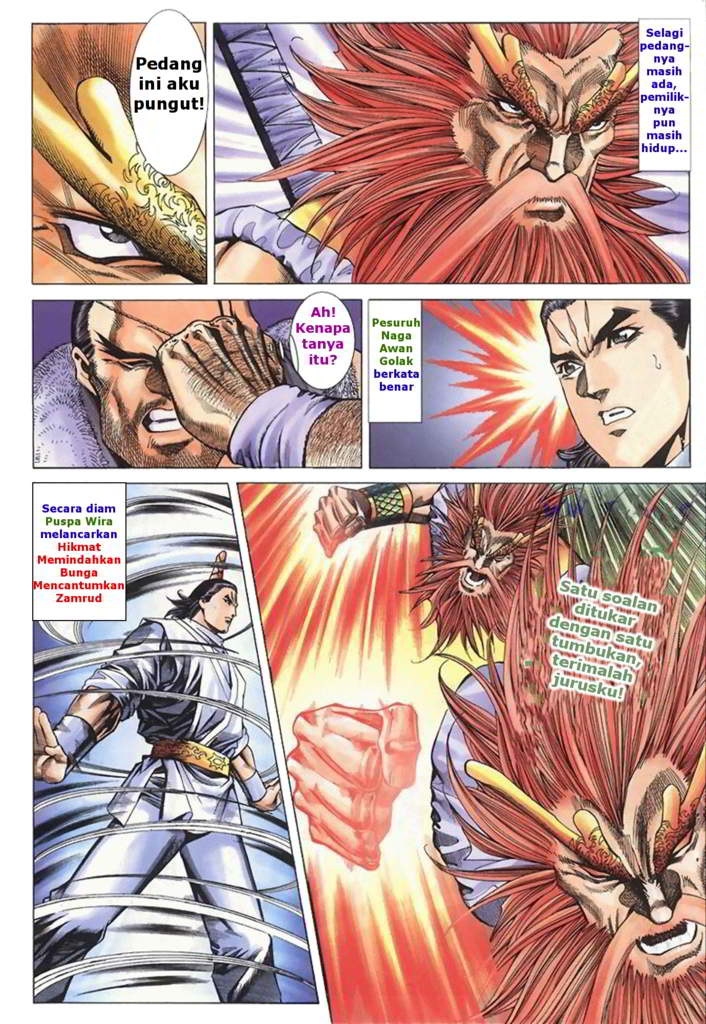 Pedang
ini aku
pungut!
Selagi
pedang-
nya
masih
ada,
pemilik-
nya
pun
masih
hidup...
Ah!
Kenapa
tanya
itu?
Pesuruh
Naga
Awan
Golak
berkata
benar
Secara diam
Puspa Wira
melancarkan
Hikmat
Memindahkan
Bunga
Mencantumkan
Zamrud
Satu soalan
ditukar
dengan satu
tumbukan,
terimalah
jurusku!